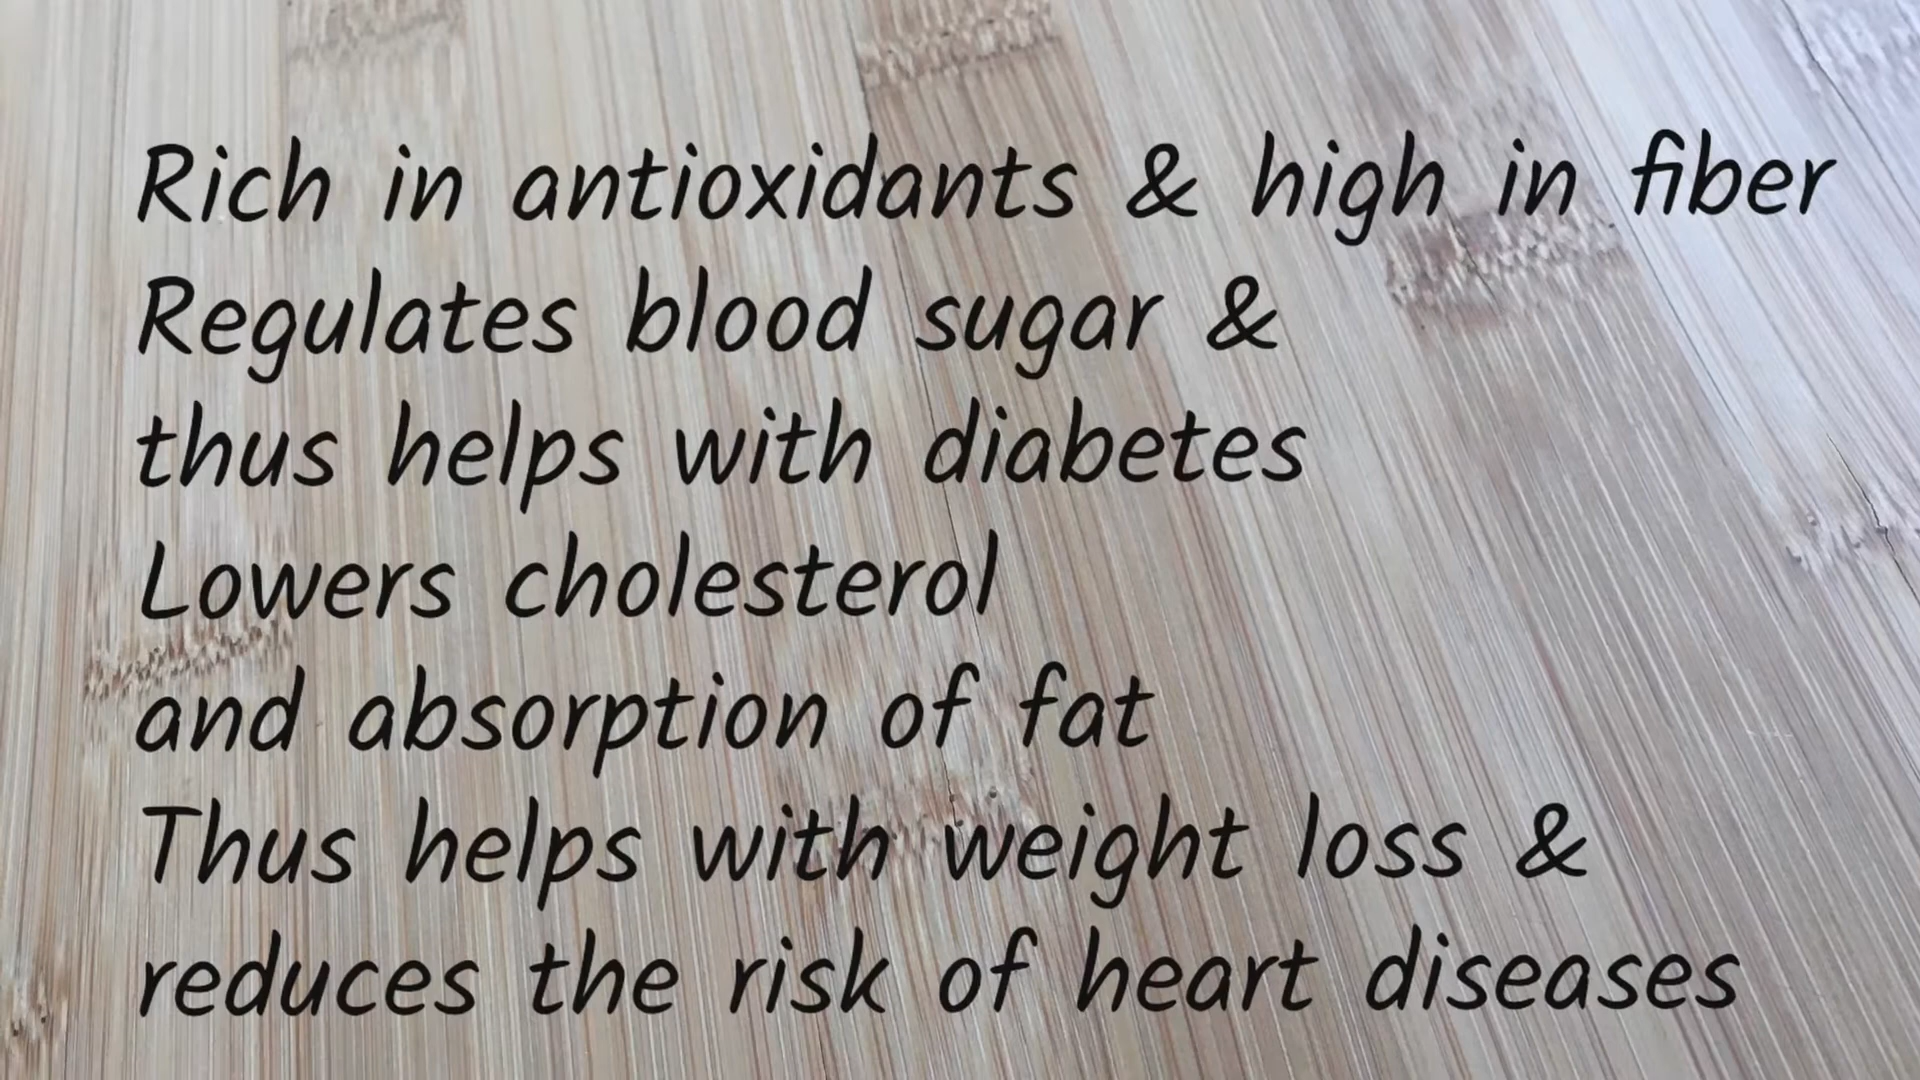 Rich in antioxidants & high in fiber
Regulates blood sugar &
thus helps with diabetes
Lowers cholesterol
and absorption of fat
Thus helps with weight loss &
reduces the risk of heart diseases